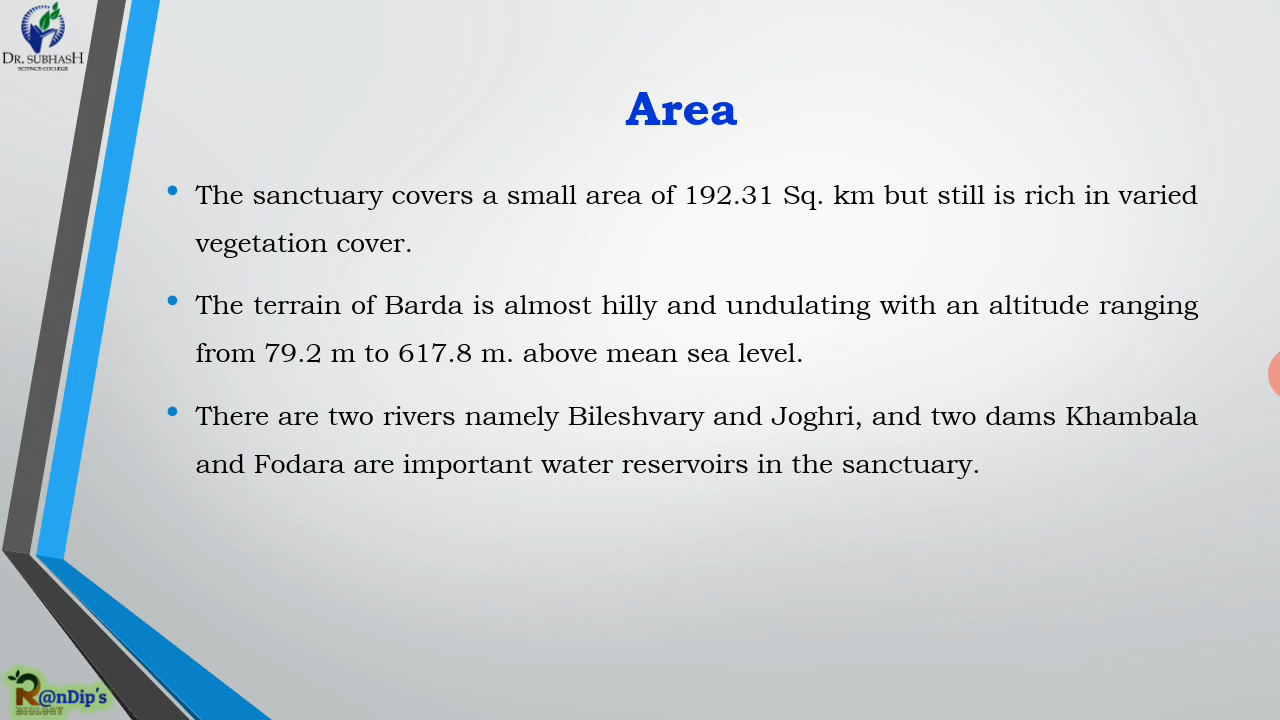 DR. SUBHASH
SCIENCE COLLEGE
Area
• The sanctuary covers a small area of 192.31 Sq. km but still is rich in varied
vegetation cover.
• The terrain of Barda is almost hilly and undulating with an altitude ranging
from 79.2 m to 617.8 m. above mean sea level.
• There are two rivers namely Bileshvary and Joghri, and two dams Khambala
and Fodara are important water reservoirs in the sanctuary.
R@nDip's
BIOLOGY